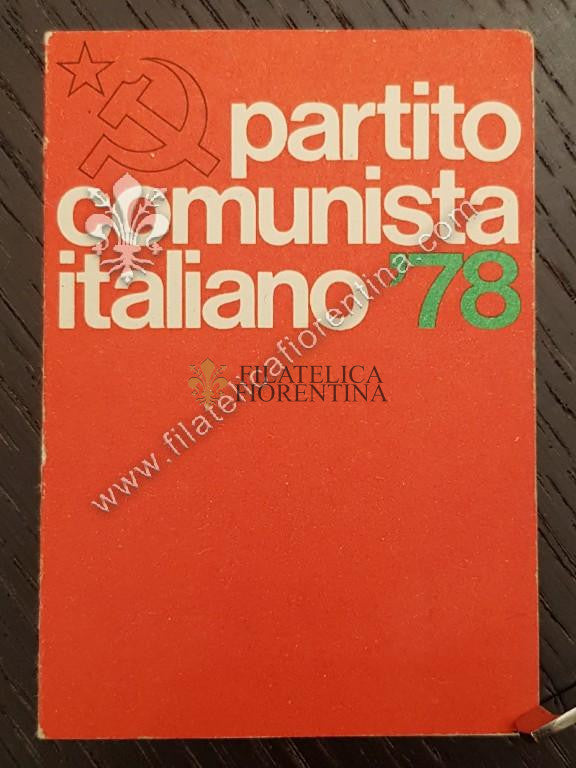 partito
comunista
italiano '78
FILATELICA
FIORENTINA
www.filatelicafiorentina.com